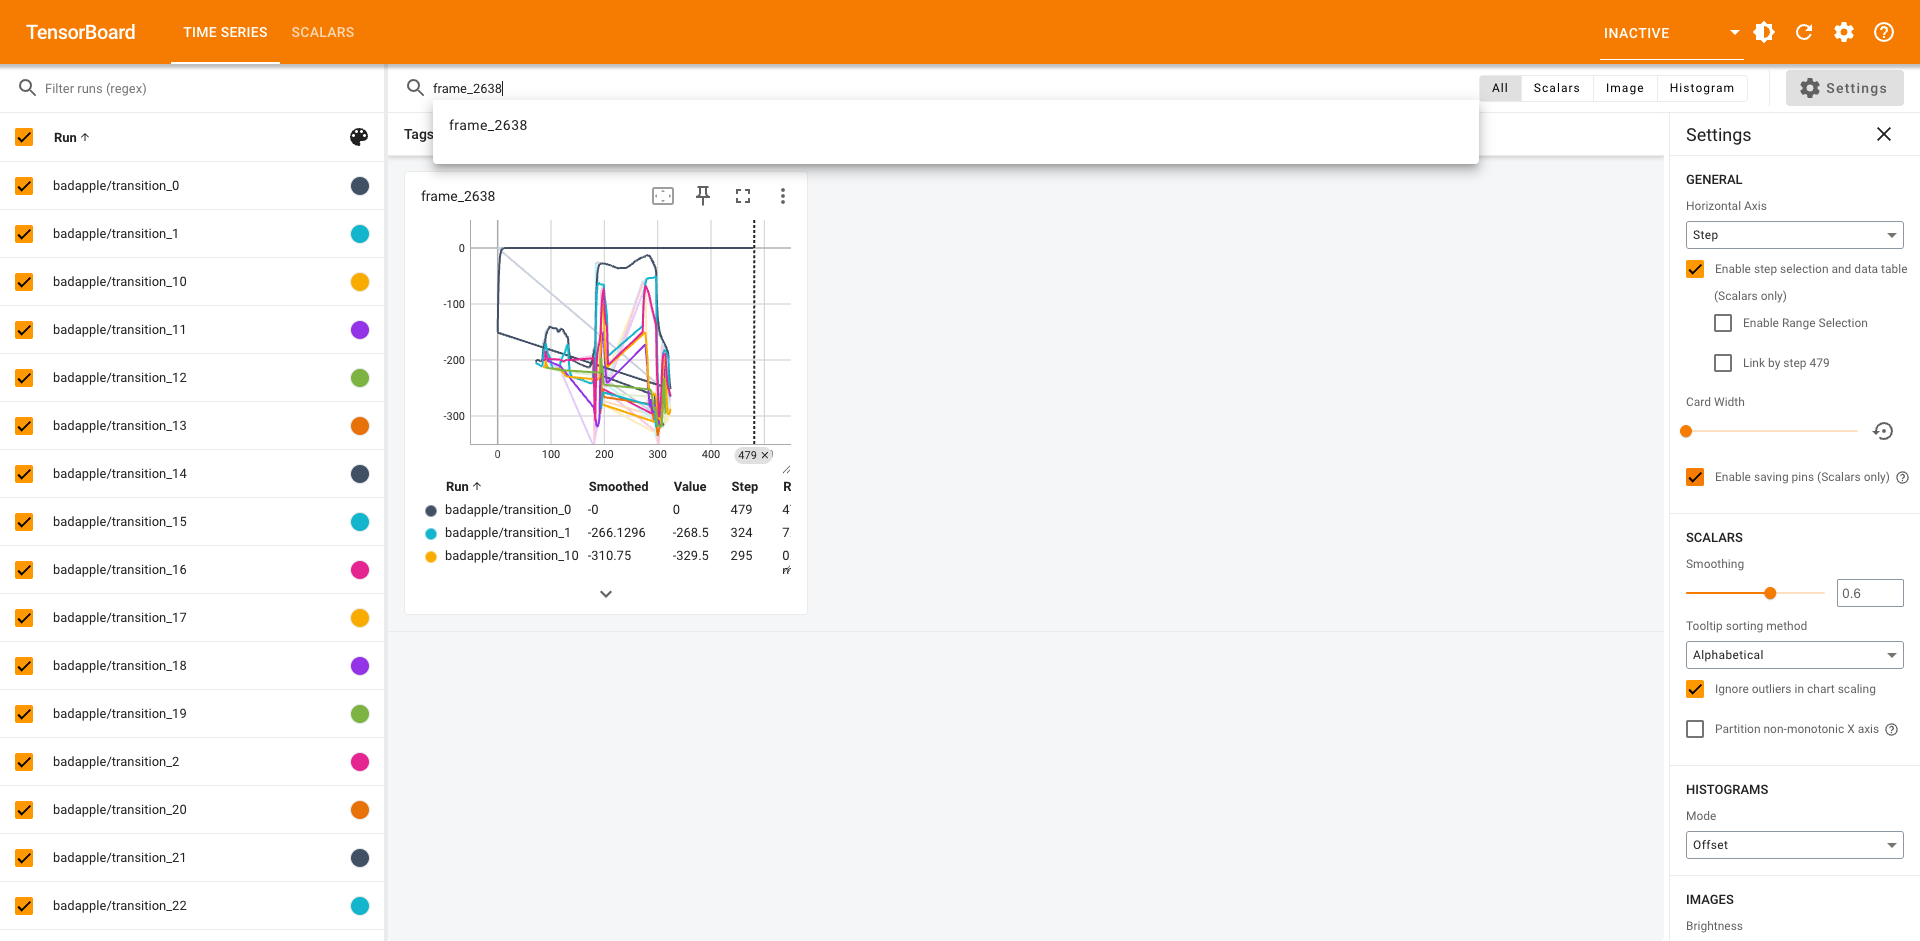 TensorBoard
TIME SERIES
SCALARS
INACTIVE
Filter runs (regex)
frame_2638
All
Scalars
Image
Histogram
Settings
frame_2638
Run
Tags
Settings
badapple/transition_0
badapple/transition_1
badapple/transition_10
badapple/transition_11
badapple/transition_12
badapple/transition_13
badapple/transition_14
badapple/transition_15
badapple/transition_16
badapple/transition_17
badapple/transition_18
badapple/transition_19
badapple/transition_2
badapple/transition_20
badapple/transition_21
badapple/transition_22
frame_2638
0
-100
-200
-300
0 100 200 300 400 479
Run Smoothed Value Step R
badapple/transition_0 -0 0 479
badapple/transition_1 -266.1296 -268.5 324 7
badapple/transition_10 -310.75 -329.5 295 0
GENERAL
Horizontal Axis
Step
Enable step selection and data table
(Scalars only)
Enable Range Selection
Link by step 479
Card Width
Enable saving pins (Scalars only)
SCALARS
Smoothing
0.6
Tooltip sorting method
Alphabetical
Ignore outliers in chart scaling
Partition non-monotonic X axis
HISTOGRAMS
Mode
Offset
IMAGES
Brightness